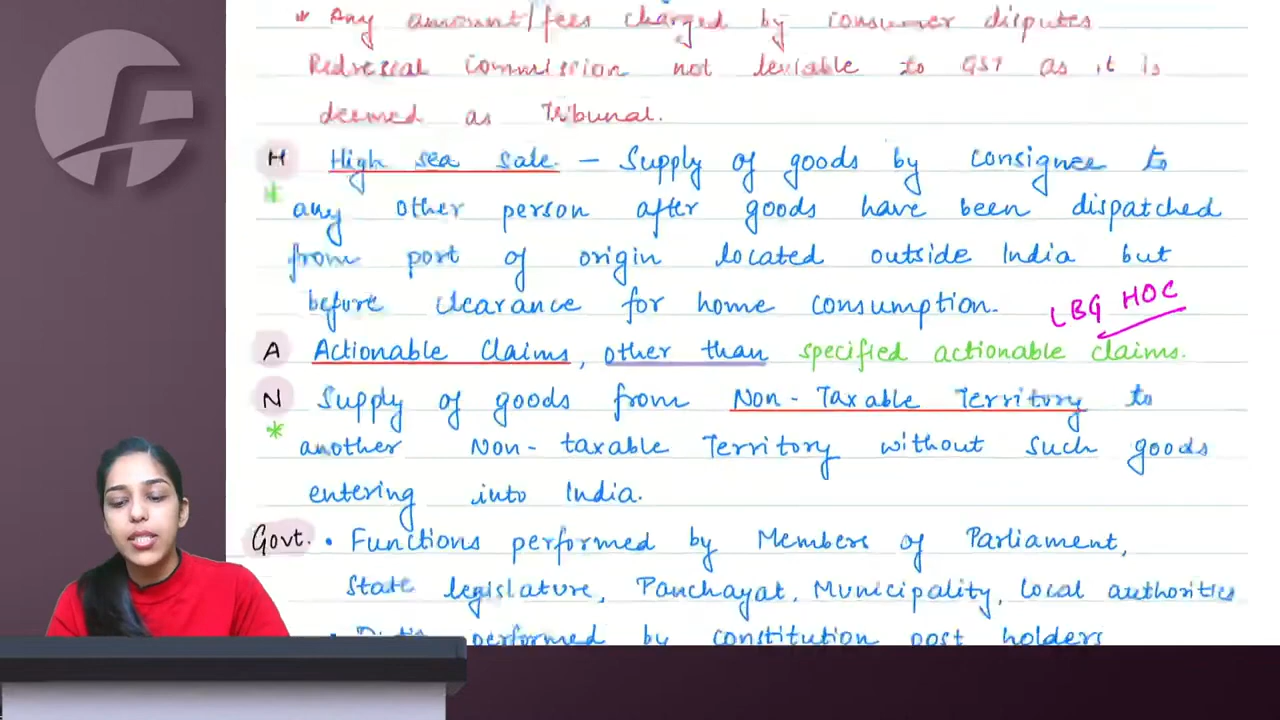 * Any amount/fees charged by consumer disputes
Redressal commission not leviable to GST as it is
deemed as Tribunal.
H High sea sale - Supply of goods by consignee to
* any other person after goods have been dispatched
from port of origin located outside India but
before clearance for home consumption.
LBG HOC
A Actionable Claims, other than specified actionable claims.
N Supply of goods from Non-Taxable Territory to
* another Non-taxable Territory without such goods
entering into India.
Govt. • Functions performed by Members of Parliament,
State legislature, Panchayat, Municipality, local authorities
• performed by constitution post holders